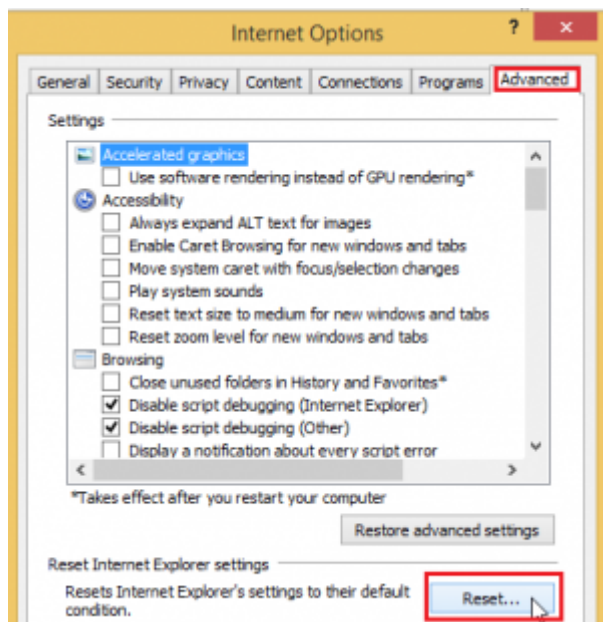 Internet Options ? ×
General Security Privacy Content Connections Programs Advanced
Settings
Accelerated graphics
Use software rendering instead of GPU rendering*
Accessibility
Always expand ALT text for images
Enable Caret Browsing for new windows and tabs
Move system caret with focus/selection changes
Play system sounds
Reset text size to medium for new windows and tabs
Reset zoom level for new windows and tabs
Browsing
Close unused folders in History and Favorites*
Disable script debugging (Internet Explorer)
Disable script debugging (Other)
Display a notification about every script error
*Takes effect after you restart your computer
Restore advanced settings
Reset Internet Explorer settings
Resets Internet Explorer's settings to their default
condition.
Reset...